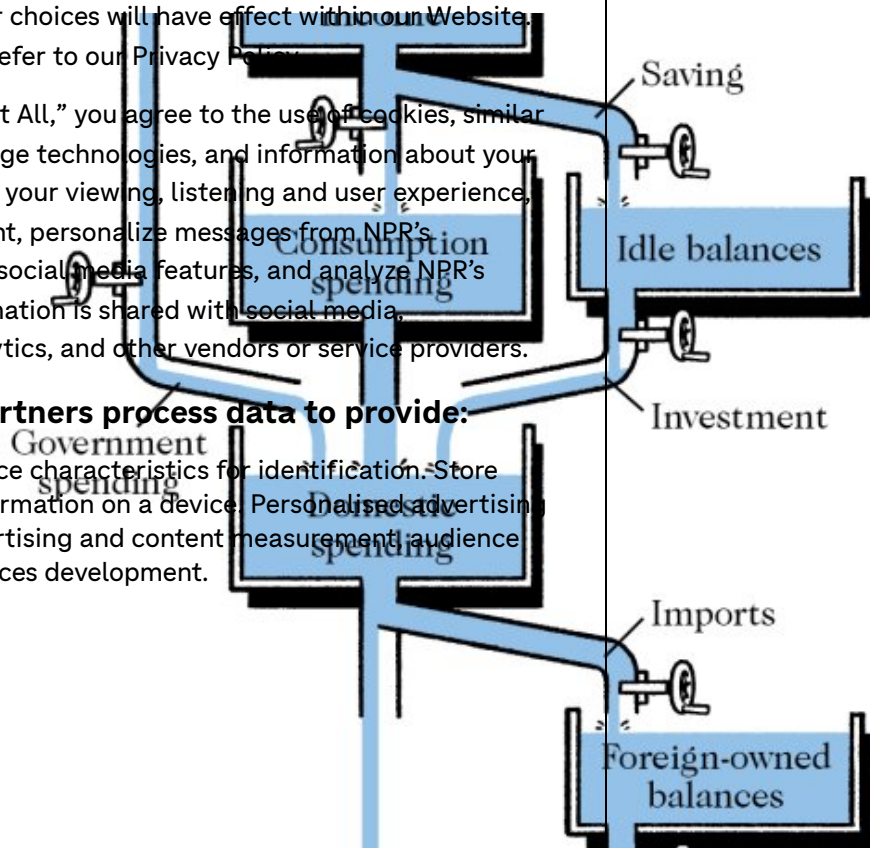 r choices will have effect within our Website.
income
efer to our Privacy Policy.
Saving
t All,” you agree to the use of cookies, similar
ge technologies, and information about your
your viewing, listening and user experience,
nt, personalize messages from NPR’s
Consumption
spending
Idle balances
social media features, and analyze NPR’s
mation is shared with social media,
ytics, and other vendors or service providers.
Investment
artners process data to provide:
Government
spending
ce characteristics for identification. Store
ormation on a device. Personalised advertising
Domestic
spending
rtising and content measurement, audience
ces development.
Imports
Foreign-owned
balances